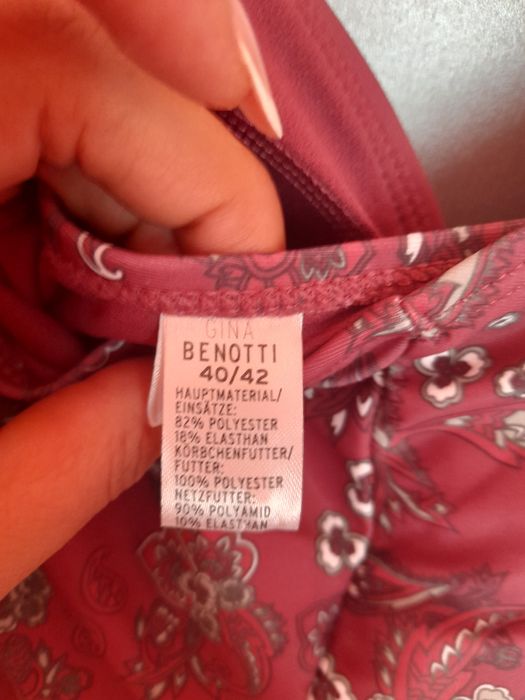 GINA
BENOTTI
40/42
HAUPTMATERIAL/
EINSÄTZE:
82% POLYESTER
18% ELASTHAN
KÖRBCHENFUTTER/
FUTTER:
100% POLYESTER
NETZFUTTER:
90% POLYAMID
10% ELASTHAN